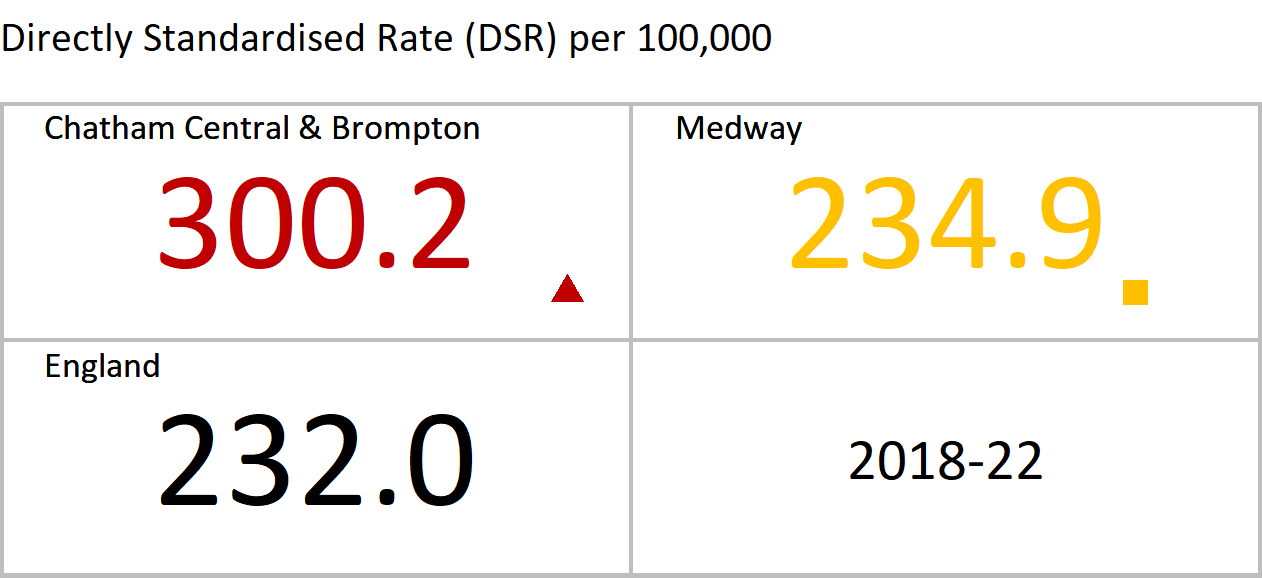 Directly Standardised Rate (DSR) per 100,000
Chatham Central & Brompton
300.2
Medway
234.9
England
232.0
2018-22